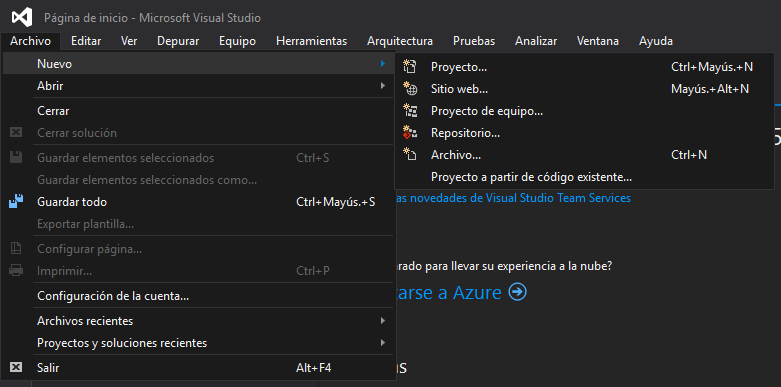 Página de inicio - Microsoft Visual Studio
Archivo Editar Ver Depurar Equipo Herramientas Arquitectura Pruebas Analizar Ventana Ayuda
Nuevo
Abrir
Cerrar
Cerrar solución
Guardar elementos seleccionados Ctrl+S
Guardar elementos seleccionados como...
Guardar todo Ctrl+Mayús.+S
Exportar plantilla...
Configurar página...
Imprimir... Ctrl+P
Configuración de la cuenta...
Archivos recientes
Proyectos y soluciones recientes
Salir Alt+F4
Proyecto... Ctrl+Mayús.+N
Sitio web... Mayús.+Alt+N
Proyecto de equipo...
Repositorio...
Archivo... Ctrl+N
Proyecto a partir de código existente...
as novedades de Visual Studio Team Services
rado para llevar su experiencia a la nube?
tarse a Azure
as